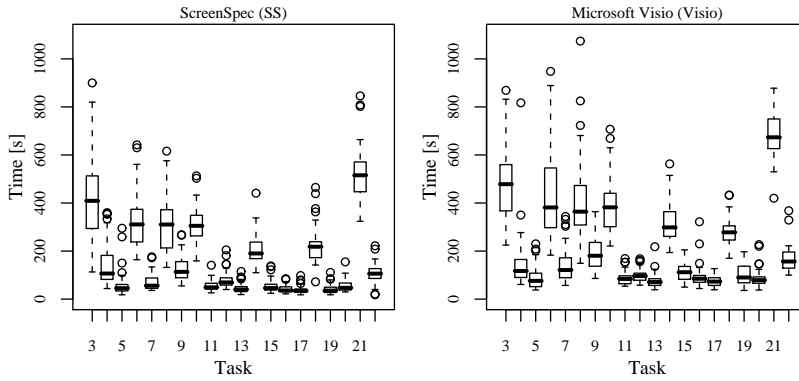 ScreenSpec (SS)
Time [s]
0
200
400
600
800
1000
3 5 7 9 11 13 15 17 19 21
Task
Microsoft Visio (Visio)
Time [s]
0
200
400
600
800
1000
3 5 7 9 11 13 15 17 19 21
Task